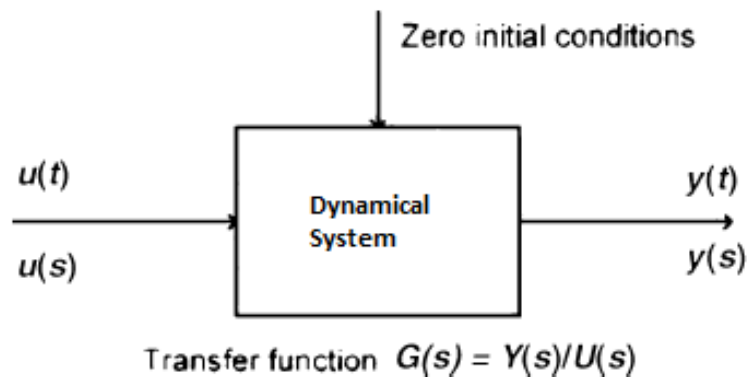 Zero initial conditions
u(t)
y(t)
Dynamical
System
u(s)
y(s)
Transfer function G(s) = Y(s)/U(s)